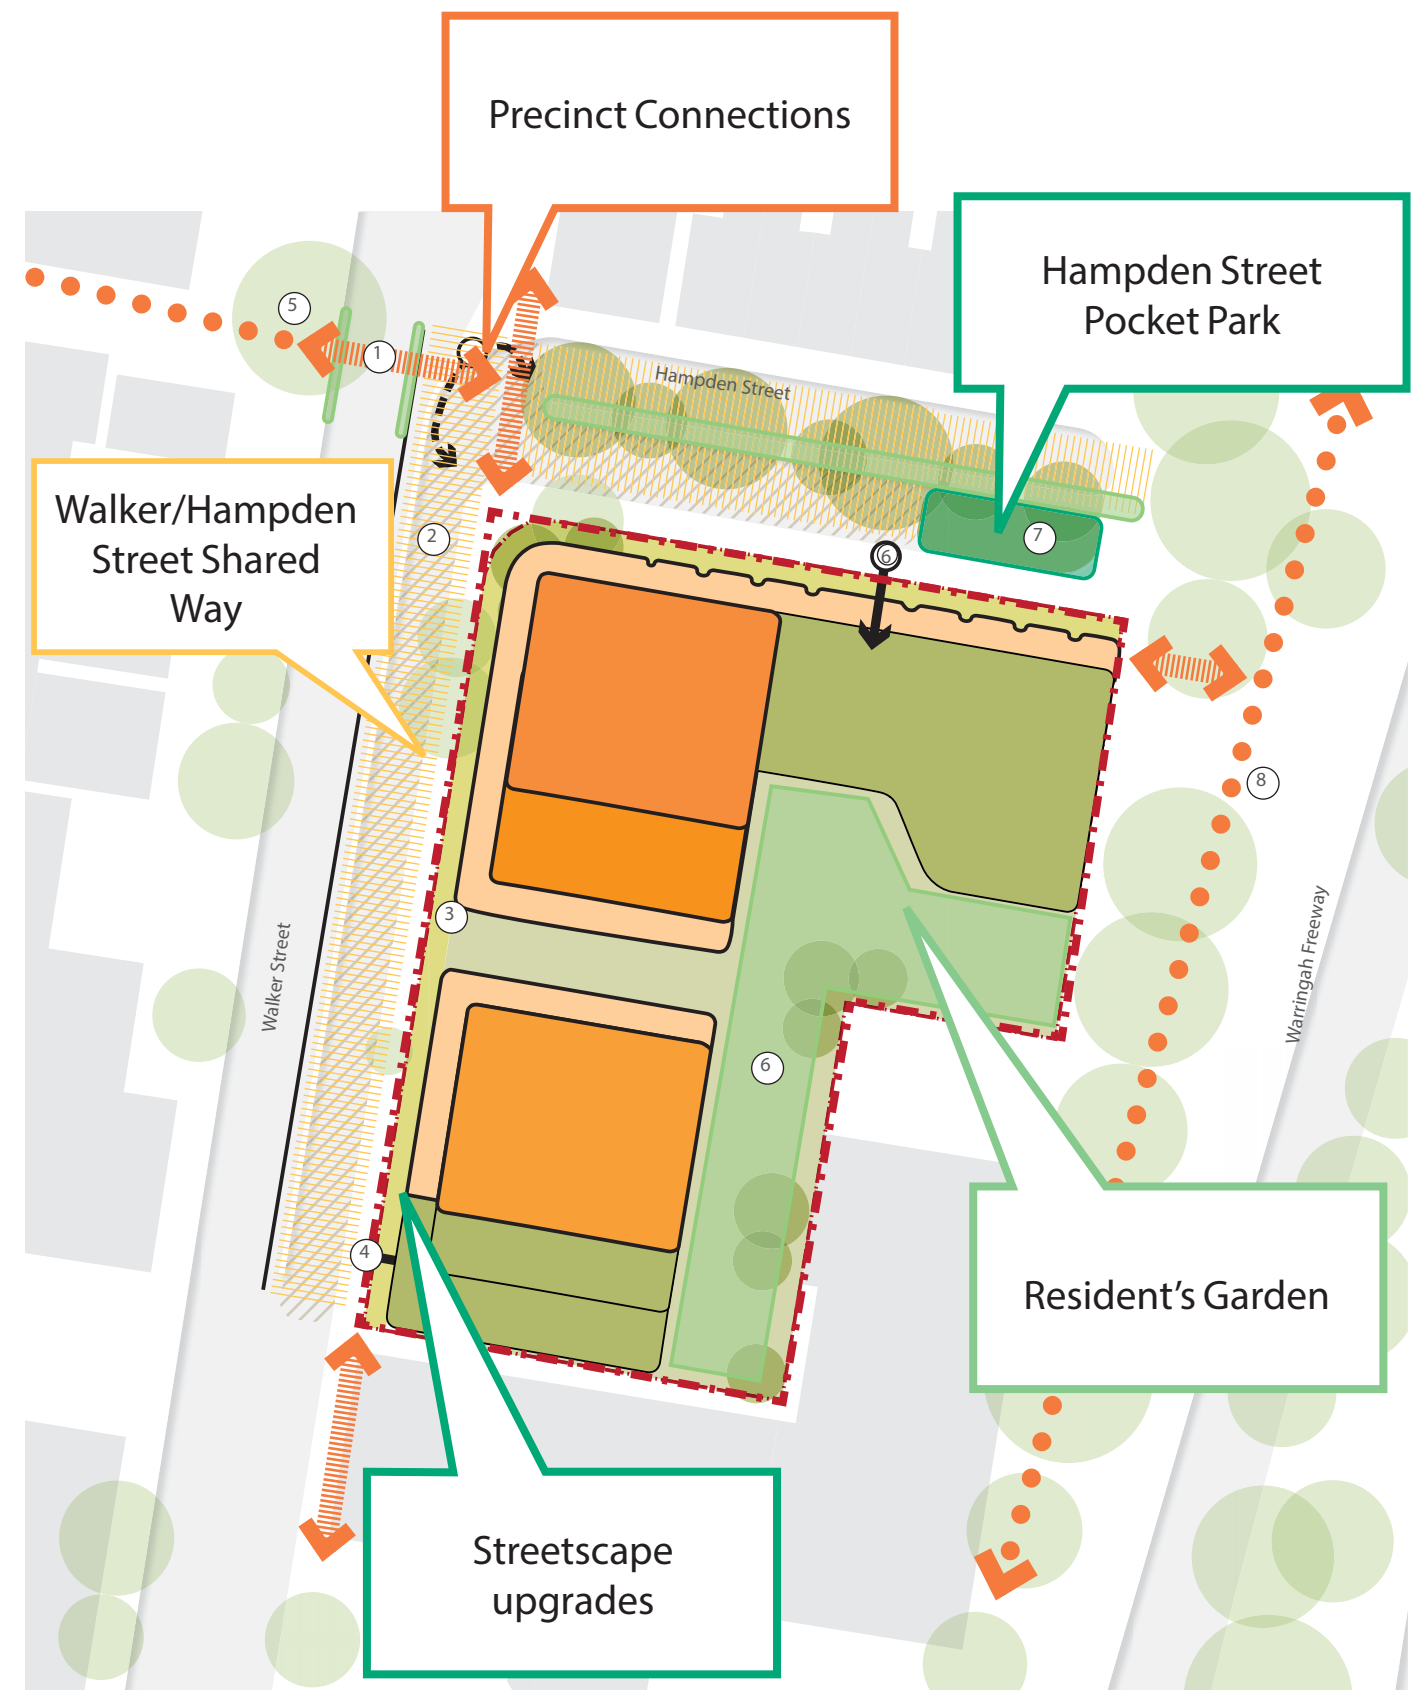 Precinct Connections
Hampden Street
Pocket Park
5
1
Hampden Street
Walker/Hampden
Street Shared
Way
2
7
6
8
3
Walker Street
Warringah Freeway
6
4
Resident's Garden
Streetscape
upgrades